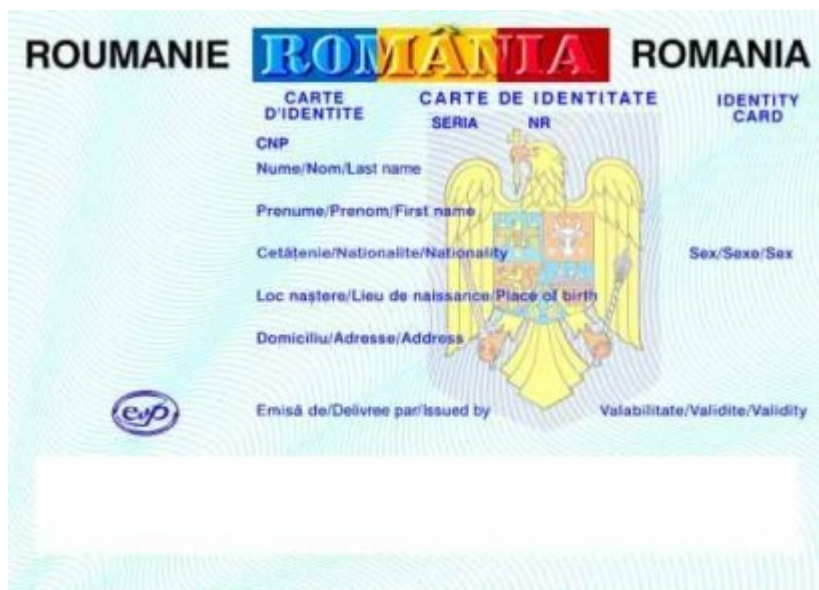 ROUMANIE ROMÂNIA ROMANIA
CARTE D'IDENTITE
CARTE DE IDENTITATE
IDENTITY CARD
SERIA NR
CNP
Nume/Nom/Last name
Prenume/Prenom/First name
Cetăţenie/Nationalite/Nationality Sex/Sexe/Sex
Loc naştere/Lieu de naissance/Place of birth
Domiciliu/Adresse/Address
Emisă de/Delivree par/Issued by Valabilitate/Validite/Validity